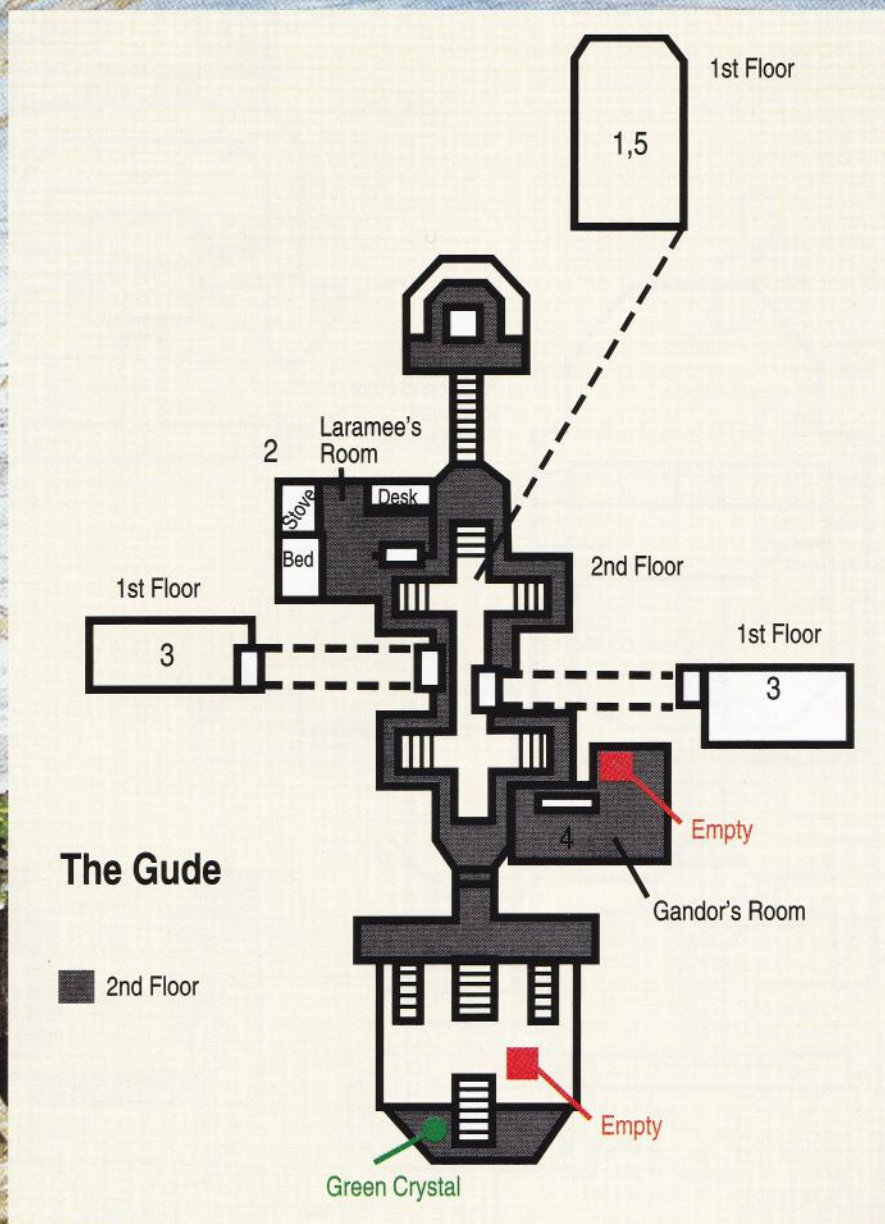 1st Floor
1,5
Laramee's
Room
2
Stove
Desk
Bed
2nd Floor
1st Floor
3
1st Floor
3
Empty
4
The Gude
Gandor's Room
2nd Floor
Empty
Green Crystal